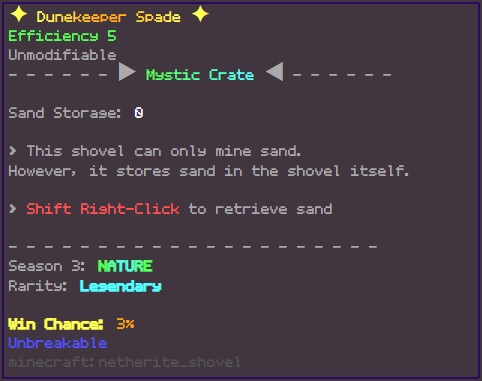 ✦ Dunekeeper Spade ✦
Efficiency 5
Unmodifiable
- - - - - - ▶ Mystic Crate ◀ - - - - - -
Sand Storage: 0
> This shovel can only mine sand.
However, it stores sand in the shovel itself.
> Shift Right-Click to retrieve sand
- - - - - - - - - - - - - - - - - - - - - - -
Season 3: NATURE
Rarity: Legendary
Win Chance: 3%
Unbreakable
minecraft:netherite_shovel